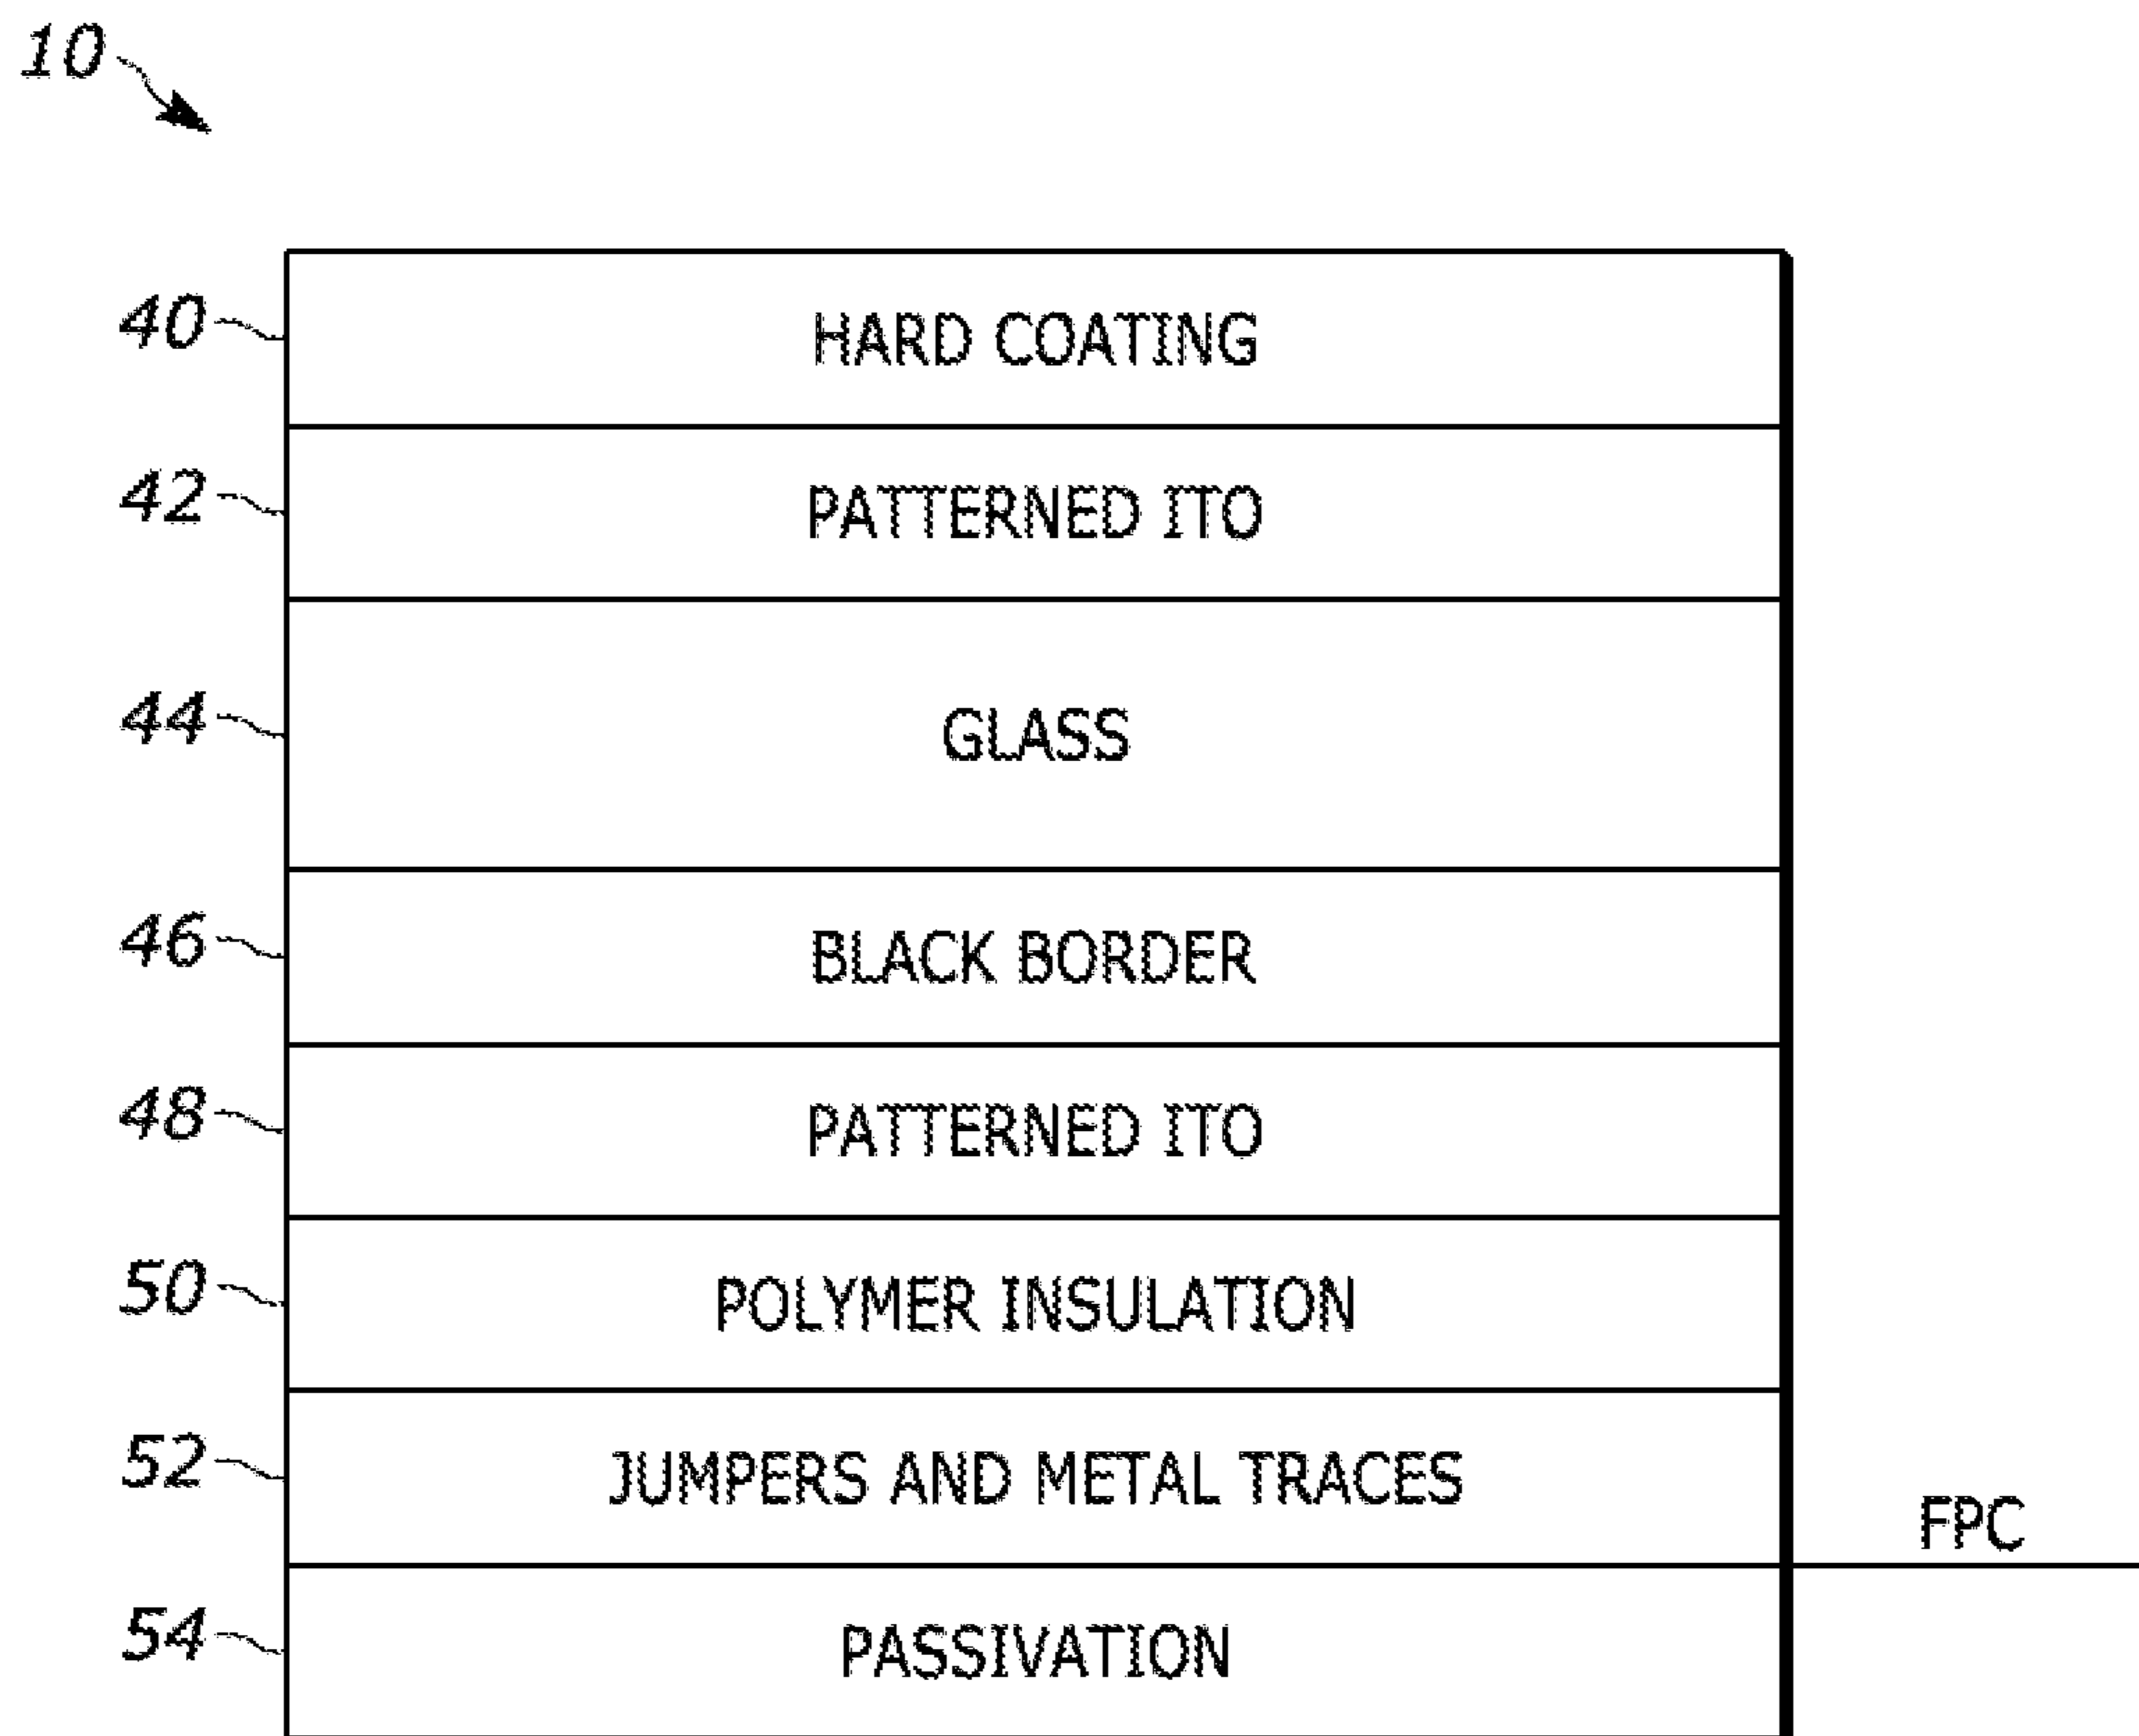 10
40 HARD COATING
42 PATTERNED ITO
44 GLASS
46 BLACK BORDER
48 PATTERNED ITO
50 POLYMER INSULATION
52 JUMPERS AND METAL TRACES
FPC
54 PASSIVATION